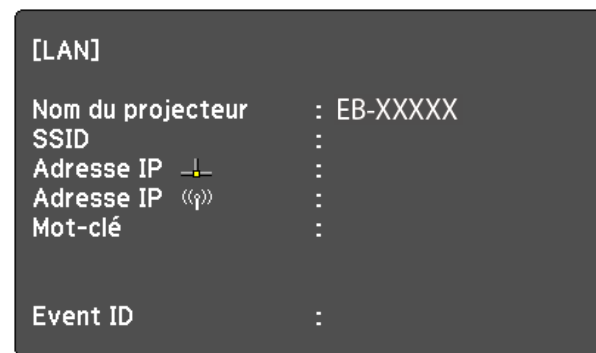 [LAN]
Nom du projecteur : EB-XXXXX
SSID :
Adresse IP :
Adresse IP :
Mot-clé :
Event ID :